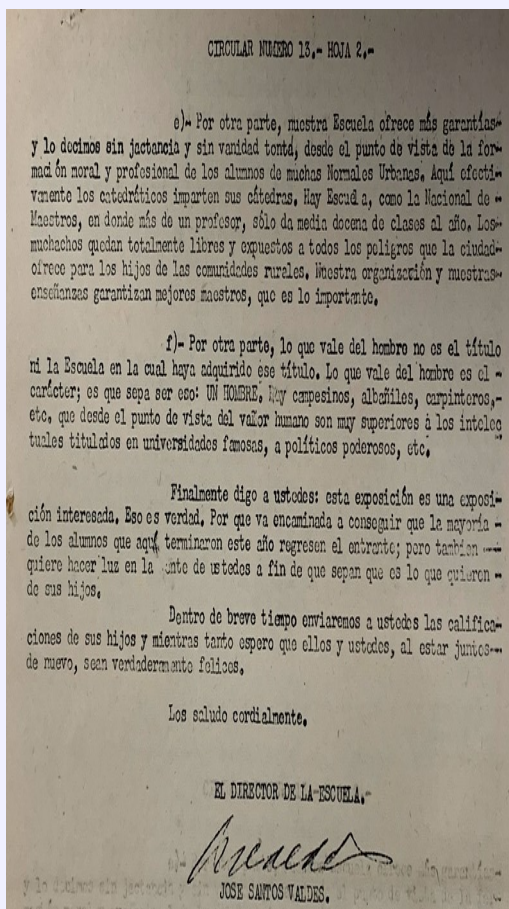 CIRCULAR NUMERO 13.- HOJA 2.-
e)- Por otra parte, nuestra Escuela ofrece más garantías-
y lo decimos sin jactancia y sin vanidad tonta, desde el punto de vista de la for-
mación moral y profesional de los alumnos de muchas Normales Urbanas. Aquí efecti-
vamente los catedráticos imparten sus cátedras. Hay Escuela, como la Nacional de -
Maestros, en donde más de un profesor, sólo da media docena de clases al año. Los-
muchachos quedan totalmente libres y expuestos a todos los peligros que la ciudad-
ofrece para los hijos de las comunidades rurales. Nuestra organización y nuestras-
enseñanzas garantizan mejores maestros, que es lo importante.
f)- Por otra parte, lo que vale del hombre no es el título
ni la Escuela en la cual haya adquirido ese título. Lo que vale del hombre es el -
carácter; es que sepa ser eso: UN HOMBRE. Hay campesinos, albañiles, carpinteros,-
etc. que desde el punto de vista del valor humano son muy superiores a los intelec
tuales titulados en universidades famosas, a políticos poderosos, etc.
Finalmente digo a ustedes: esta exposición es una exposi-
ción interesada. Eso es verdad. Por que va encaminada a conseguir que la mayoría -
de los alumnos que aquí terminaron este año regresen el entrante; pero tambien ---
quiere hacer luz en la ente de ustedes a fin de que sepan que es lo que quieren -
de sus hijos.
Dentro de breve tiempo enviaremos a ustedes las califica-
ciones de sus hijos y mientras tanto espero que ellos y ustedes, al estar juntos--
de nuevo, sean verdaderamente felices.
Los saludo cordialmente.
EL DIRECTOR DE LA ESCUELA.-
JOSE SANTOS VALDES.